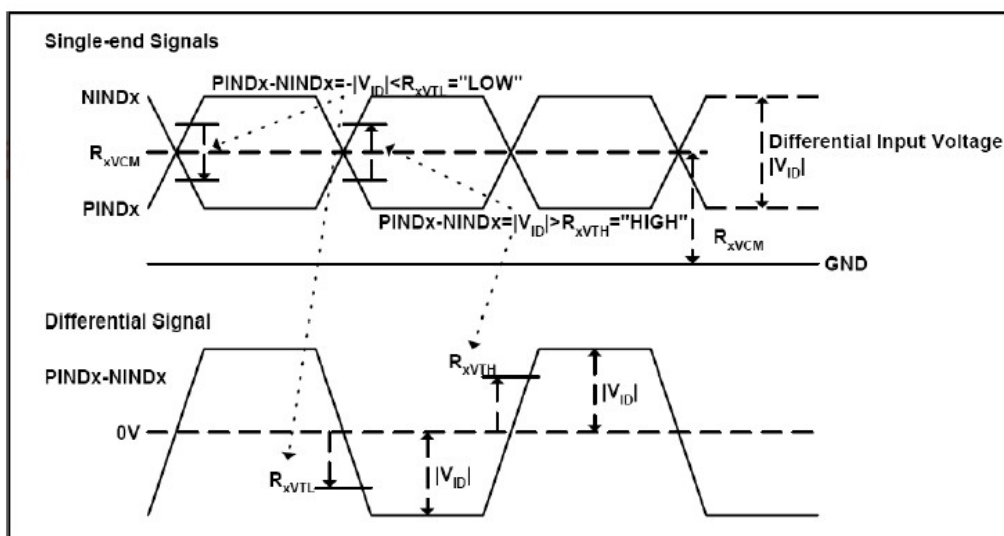 Single-end Signals
PINDx-NINDx=-|VID|<RxVTL="LOW"
NINDx
RxVCM
Differential Input Voltage
|VID|
PINDx
PINDx-NINDx=|VID|>RxVTH="HIGH"
RxVCM
GND
Differential Signal
RxVTH
PINDx-NINDx
|VID|
0V
RxVTL
|VID|